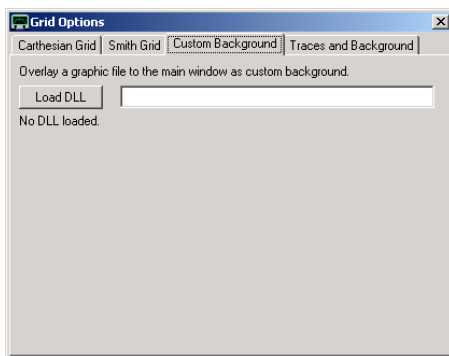 Grid Options
Carthesian Grid Smith Grid Custom Background Traces and Background
Overlay a graphic file to the main window as custom background.
Load DLL
No DLL loaded.